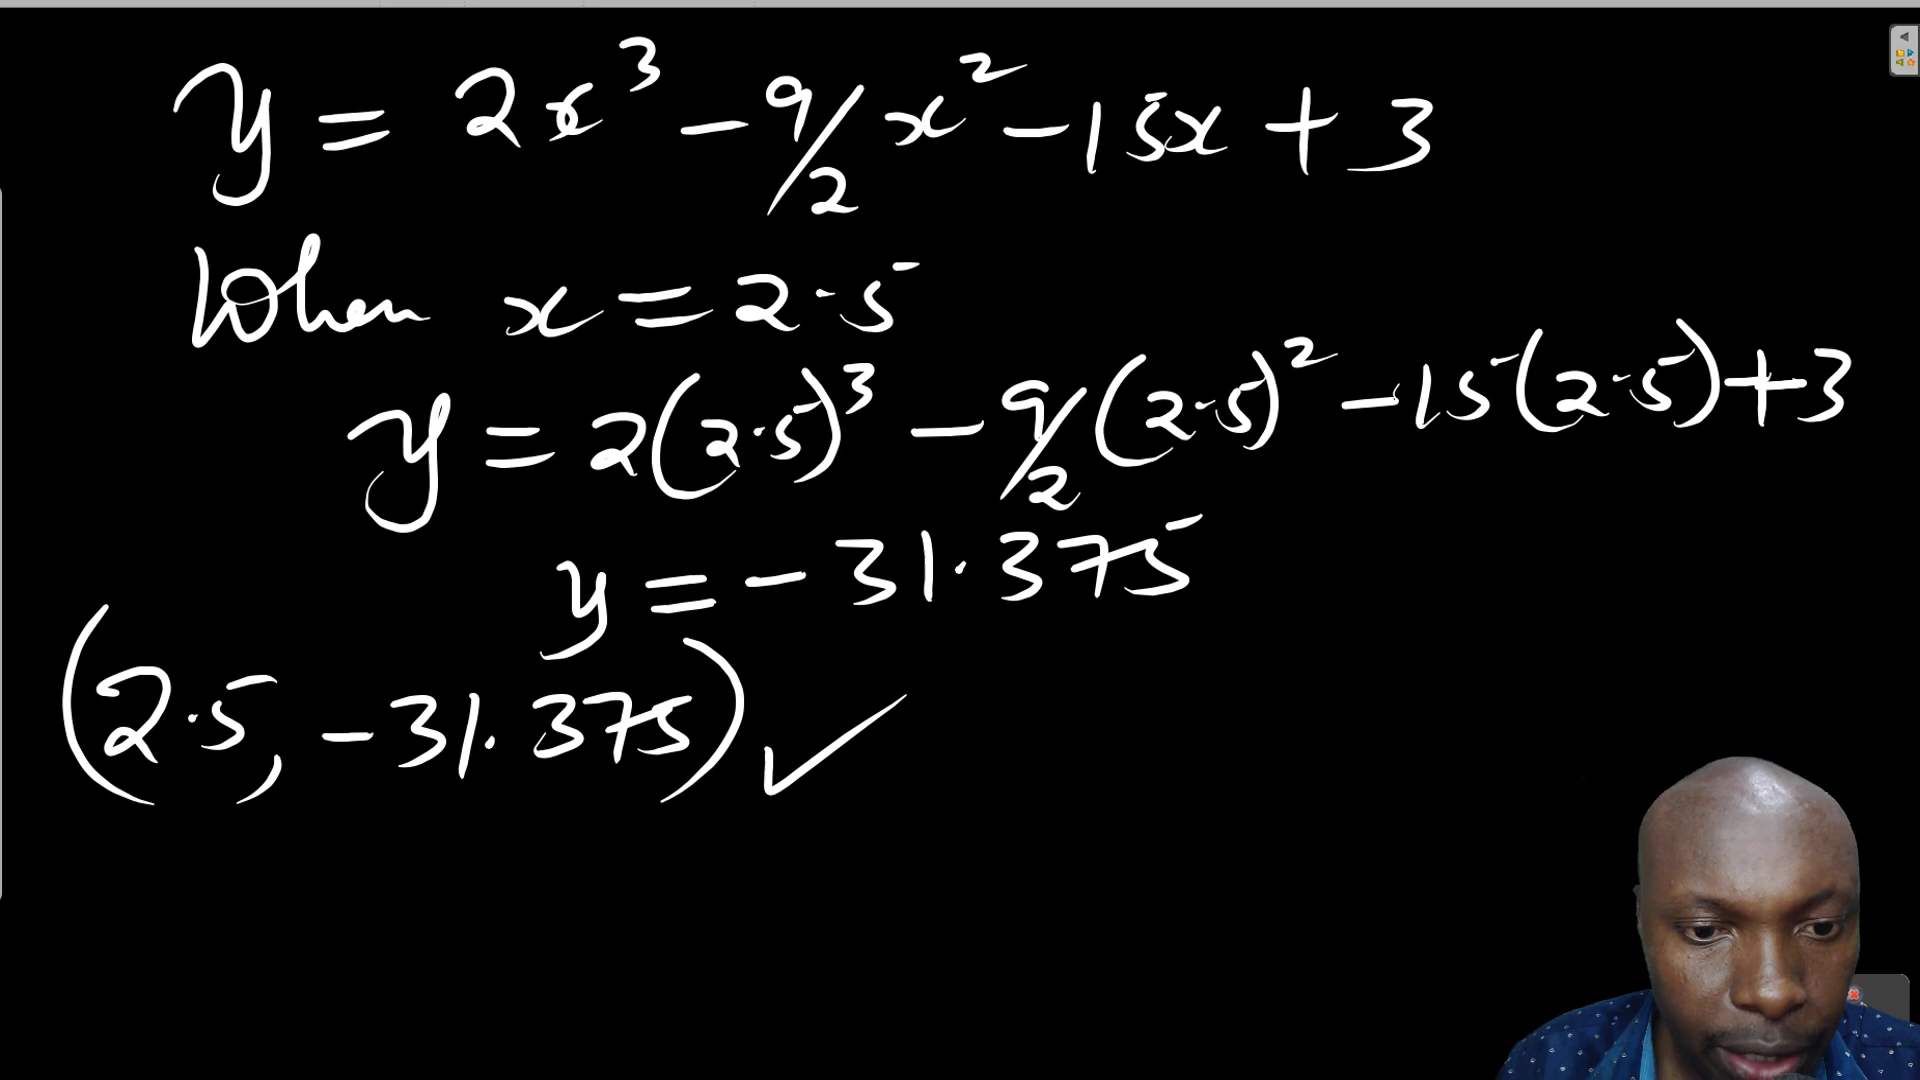 y = 2x³ - 9/2 x² - 15x + 3
When x = 2.5
y = 2(2.5)³ - 9/2 (2.5)² - 15(2.5) + 3
y = -31.375
(2.5, -31.375) ✓